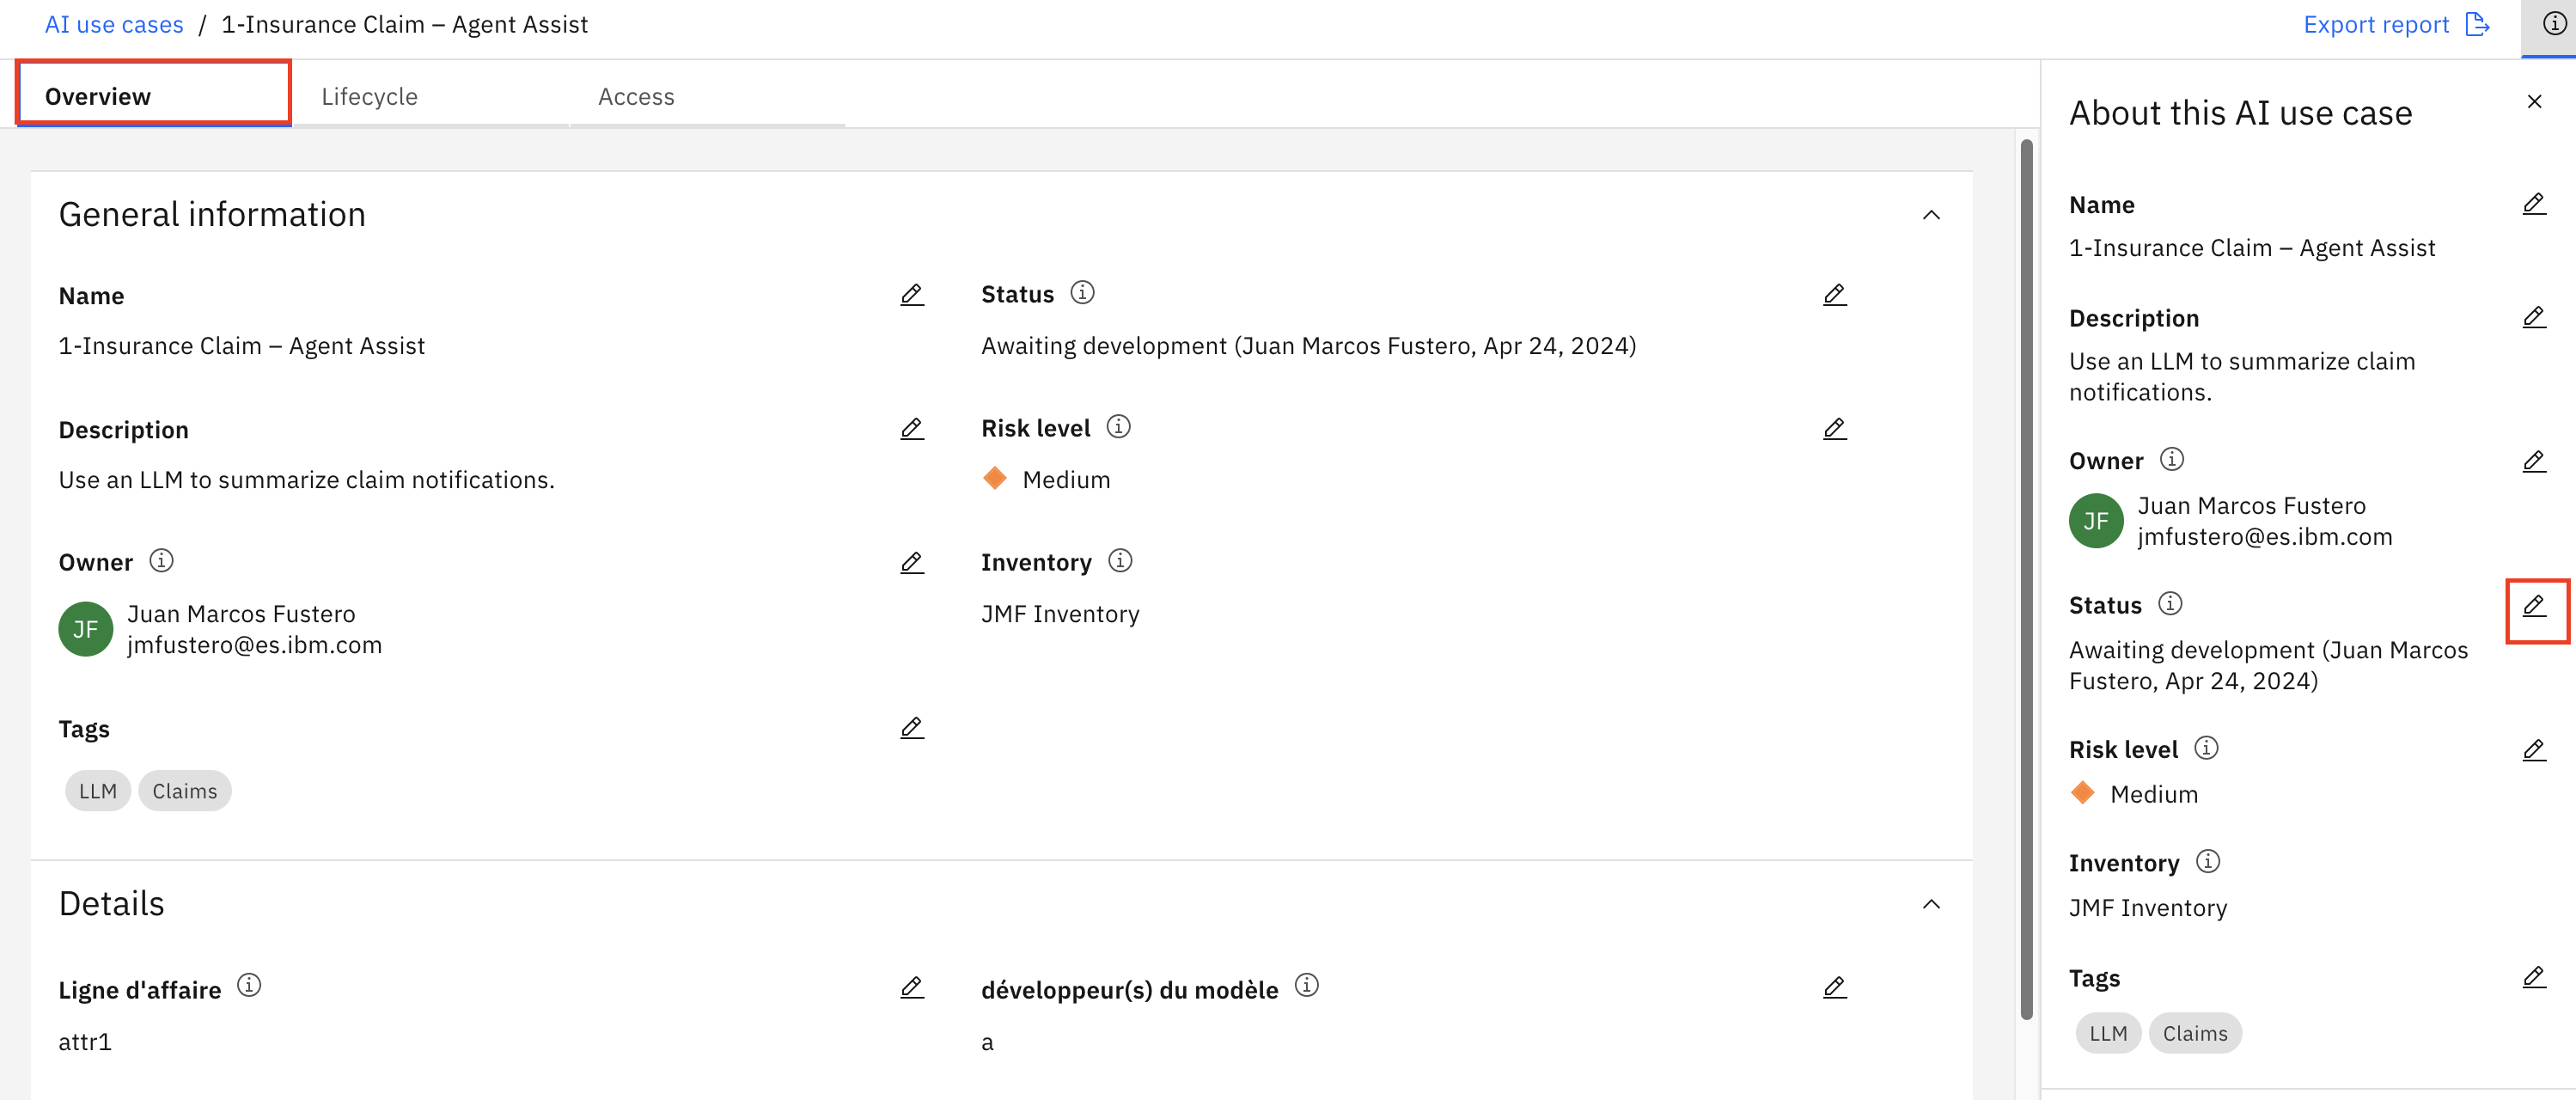 AI use cases / 1-Insurance Claim – Agent Assist
Export report
Overview
Lifecycle
Access
General information
Name
1-Insurance Claim – Agent Assist
Status
Awaiting development (Juan Marcos Fustero, Apr 24, 2024)
Description
Use an LLM to summarize claim notifications.
Risk level
Medium
Owner
JF
Juan Marcos Fustero
jmfustero@es.ibm.com
Inventory
JMF Inventory
Tags
LLM
Claims
Details
Ligne d'affaire
attr1
développeur(s) du modèle
a
About this AI use case
Name
1-Insurance Claim – Agent Assist
Description
Use an LLM to summarize claim
notifications.
Owner
JF
Juan Marcos Fustero
jmfustero@es.ibm.com
Status
Awaiting development (Juan Marcos
Fustero, Apr 24, 2024)
Risk level
Medium
Inventory
JMF Inventory
Tags
LLM
Claims